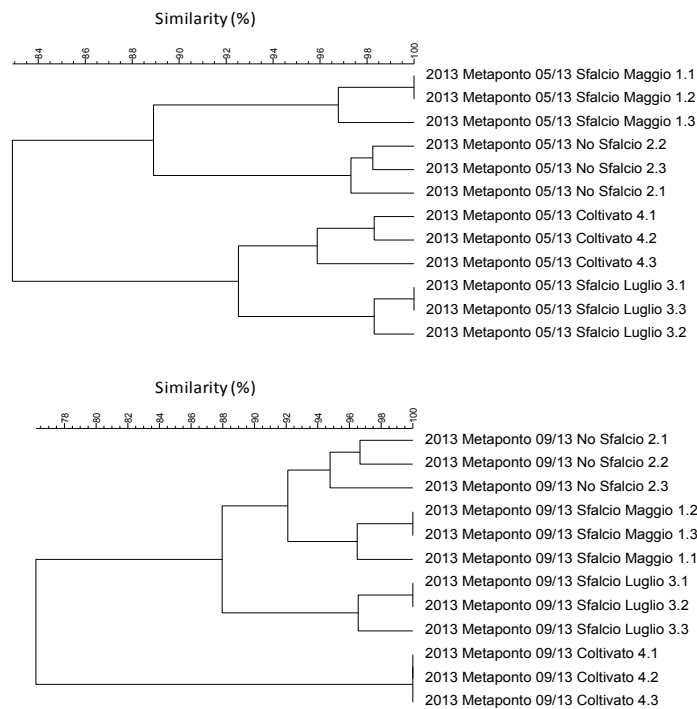 Similarity (%)
84 86 88 90 92 94 96 98 100
2013 Metaponto 05/13 Sfalcio Maggio 1.1
2013 Metaponto 05/13 Sfalcio Maggio 1.2
2013 Metaponto 05/13 Sfalcio Maggio 1.3
2013 Metaponto 05/13 No Sfalcio 2.2
2013 Metaponto 05/13 No Sfalcio 2.3
2013 Metaponto 05/13 No Sfalcio 2.1
2013 Metaponto 05/13 Coltivato 4.1
2013 Metaponto 05/13 Coltivato 4.2
2013 Metaponto 05/13 Coltivato 4.3
2013 Metaponto 05/13 Sfalcio Luglio 3.1
2013 Metaponto 05/13 Sfalcio Luglio 3.3
2013 Metaponto 05/13 Sfalcio Luglio 3.2
Similarity (%)
78 80 82 84 86 88 90 92 94 96 98 100
2013 Metaponto 09/13 No Sfalcio 2.1
2013 Metaponto 09/13 No Sfalcio 2.2
2013 Metaponto 09/13 No Sfalcio 2.3
2013 Metaponto 09/13 Sfalcio Maggio 1.2
2013 Metaponto 09/13 Sfalcio Maggio 1.3
2013 Metaponto 09/13 Sfalcio Maggio 1.1
2013 Metaponto 09/13 Sfalcio Luglio 3.1
2013 Metaponto 09/13 Sfalcio Luglio 3.2
2013 Metaponto 09/13 Sfalcio Luglio 3.3
2013 Metaponto 09/13 Coltivato 4.1
2013 Metaponto 09/13 Coltivato 4.2
2013 Metaponto 09/13 Coltivato 4.3